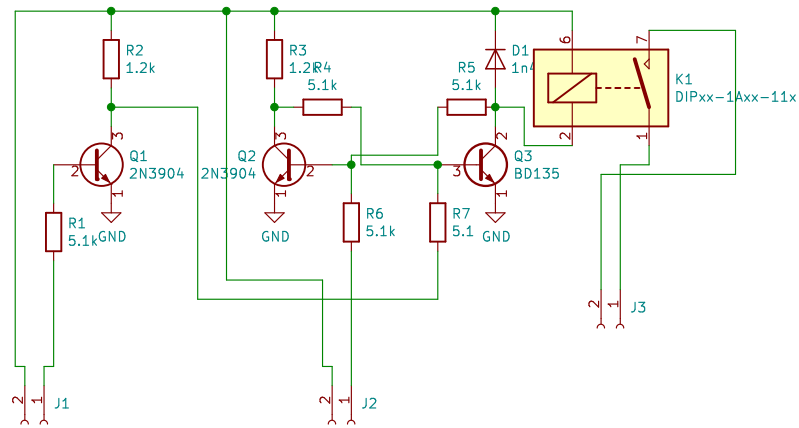 R2
1.2k
R3
1.2k
R4
5.1k
R5
5.1k
D1
1n4
6
7
K1
DIPxx-1Axx-11x
2
1
3
Q1
2N3904
2
1
GND
3
Q2
2N3904
2
1
GND
2
Q3
BD135
3
1
GND
R1
5.1k
R6
5.1k
R7
5.1
2
1
J3
2
1
J1
2
1
J2